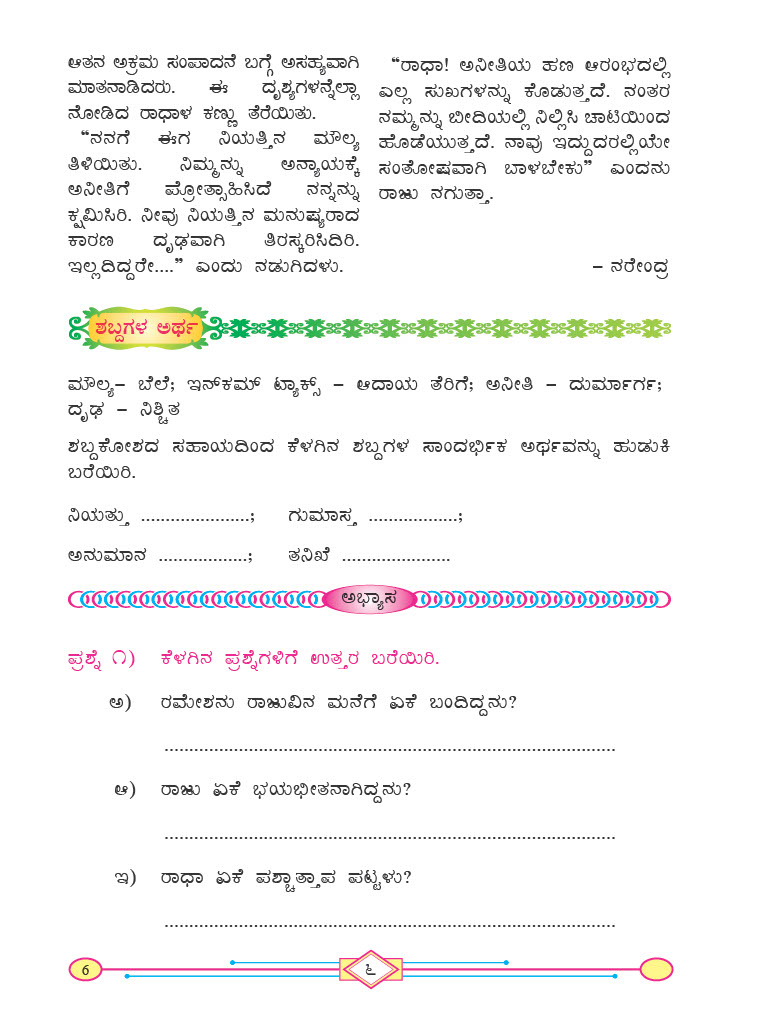 ಆತನ ಅಕ್ರಮ ಸಂಪಾದನೆ ಬಗ್ಗೆ ಅಸಹ್ಯವಾಗಿ
ಮಾತನಾಡಿದರು. ಈ ದೃಶ್ಯಗಳನ್ನೆಲ್ಲಾ
ನೋಡಿದ ರಾಧಾಳ ಕಣ್ಣು ತೆರೆಯಿತು.
“ನನಗೆ ಈಗ ನಿಯತ್ತಿನ ಮೌಲ್ಯ
ತಿಳಿಯಿತು. ನಿಮ್ಮನ್ನು ಅನ್ಯಾಯಕ್ಕೆ
ಅನೀತಿಗೆ ಪ್ರೋತ್ಸಾಹಿಸಿದೆ ನನ್ನನ್ನು
ಕ್ಷಮಿಸಿರಿ. ನೀವು ನಿಯತ್ತಿನ ಮನುಷ್ಯರಾದ
ಕಾರಣ ದೃಢವಾಗಿ ತಿರಸ್ಕರಿಸಿದಿರಿ.
ಇಲ್ಲದಿದ್ದರೇ....” ಎಂದು ನಡುಗಿದಳು.
“ರಾಧಾ! ಅನೀತಿಯ ಹಣ ಆರಂಭದಲ್ಲಿ
ಎಲ್ಲ ಸುಖಗಳನ್ನು ಕೊಡುತ್ತದೆ. ನಂತರ
ನಮ್ಮನ್ನು ಬೀದಿಯಲ್ಲಿ ನಿಲ್ಲಿಸಿ ಚಾಟಿಯಿಂದ
ಹೊಡೆಯುತ್ತದೆ. ನಾವು ಇದ್ದುದರಲ್ಲಿಯೇ
ಸಂತೋಷವಾಗಿ ಬಾಳಬೇಕು” ಎಂದನು
ರಾಜು ನಗುತ್ತಾ.
– ನರೇಂದ್ರ
ಶಬ್ದಗಳ ಅರ್ಥ
ಮೌಲ್ಯ– ಬೆಲೆ; ಇನ್‌ಕಮ್ ಟ್ಯಾಕ್ಸ್ – ಆದಾಯ ತೆರಿಗೆ; ಅನೀತಿ – ದುರ್ಮಾರ್ಗ;
ದೃಢ – ನಿಶ್ಚಿತ
ಶಬ್ದಕೋಶದ ಸಹಾಯದಿಂದ ಕೆಳಗಿನ ಶಬ್ದಗಳ ಸಾಂದರ್ಭಿಕ ಅರ್ಥವನ್ನು ಹುಡುಕಿ
ಬರೆಯಿರಿ.
ನಿಯತ್ತು ......................; ಗುಮಾಸ್ತ ..................;
ಅನುಮಾನ ..................; ತನಿಖೆ ......................
ಅಭ್ಯಾಸ
ಪ್ರಶ್ನೆ ೧) ಕೆಳಗಿನ ಪ್ರಶ್ನೆಗಳಿಗೆ ಉತ್ತರ ಬರೆಯಿರಿ.
ಅ) ರಮೇಶನು ರಾಜುವಿನ ಮನೆಗೆ ಏಕೆ ಬಂದಿದ್ದನು?
...........................................................................................
ಆ) ರಾಜು ಏಕೆ ಭಯಭೀತನಾಗಿದ್ದನು?
...........................................................................................
ಇ) ರಾಧಾ ಏಕೆ ಪಶ್ಚಾತ್ತಾಪ ಪಟ್ಟಳು?
...........................................................................................
6 ೬